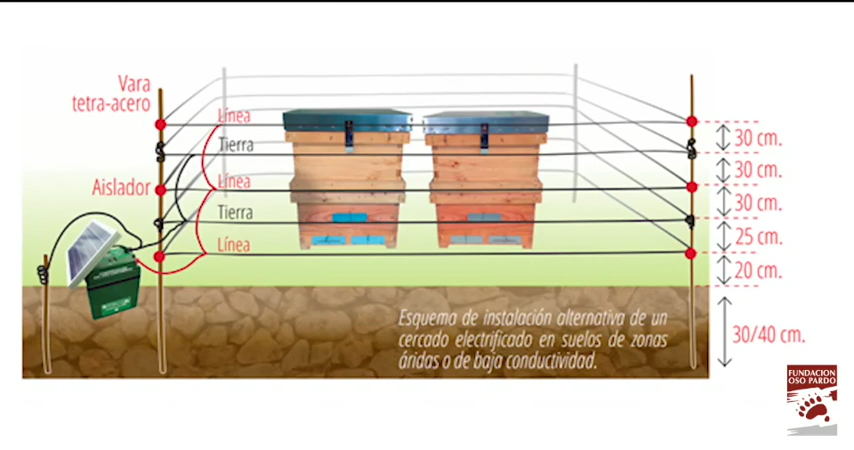 Vara
tetra-acero
Línea
Tierra
Aislador
Línea
Tierra
Línea
30 cm.
30 cm.
30 cm.
25 cm.
20 cm.
30/40 cm.
Esquema de instalación alternativa de un
cercado electrificado en suelos de zonas
áridas o de baja conductividad.
FUNDACION
OSO PARDO